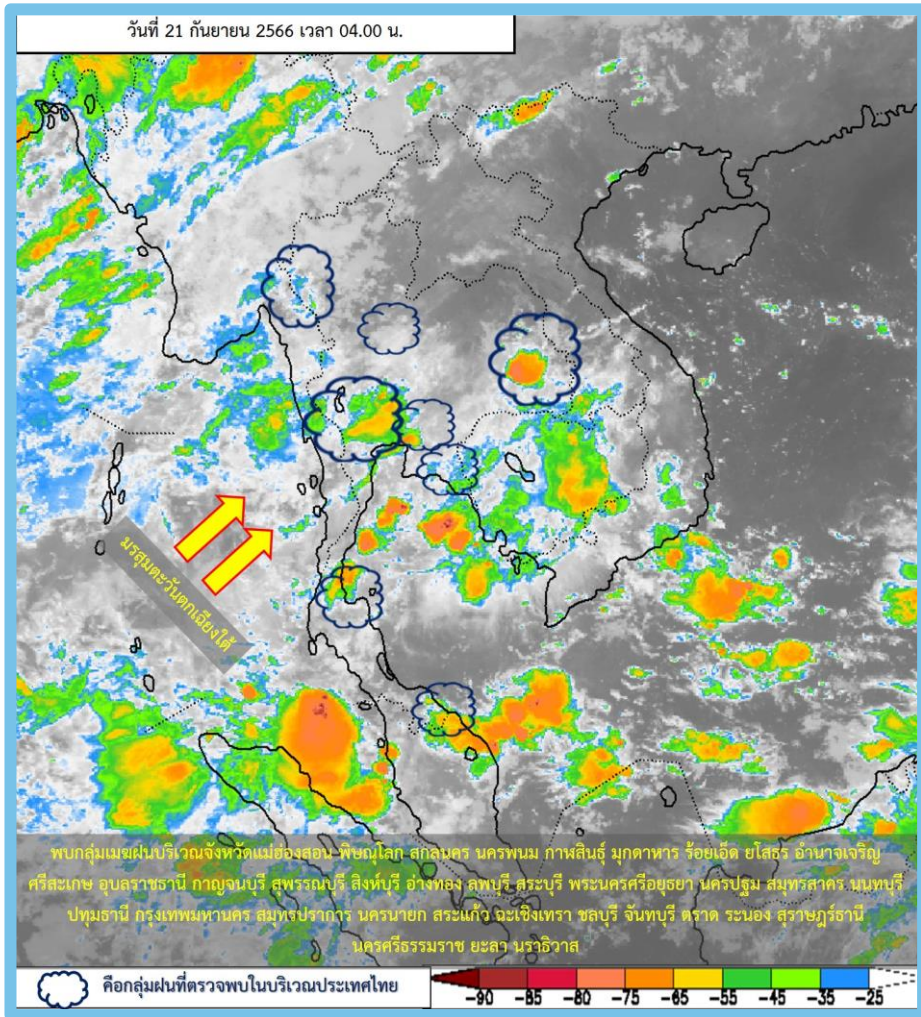 วันที่ 21 กันยายน 2566 เวลา 04.00 น.
มรสุมตะวันตกเฉียงใต้
พบกลุ่มเมฆฝนบริเวณจังหวัดแม่ฮ่องสอน พิษณุโลก สกลนคร นครพนม กาฬสินธุ์ มุกดาหาร ร้อยเอ็ด ยโสธร อำนาจเจริญ
ศรีสะเกษ อุบลราชธานี กาญจนบุรี สุพรรณบุรี สิงห์บุรี อ่างทอง ลพบุรี สระบุรี พระนครศรีอยุธยา นครปฐม สมุทรสาคร นนทบุรี
ปทุมธานี กรุงเทพมหานคร สมุทรปราการ นครนายก สระแก้ว ฉะเชิงเทรา ชลบุรี จันทบุรี ตราด ระนอง สุราษฎร์ธานี
นครศรีธรรมราช ยะลา นราธิวาส
คือกลุ่มฝนที่ตรวจพบในบริเวณประเทศไทย
-90 -85 -80 -75 -65 -55 -45 -35 -25